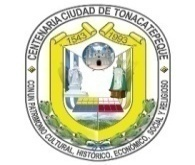 CENTENARIA CIUDAD DE TONACATEPEQUE
1543
1893
CON UN PATRIMONIO CULTURAL, HISTÓRICO, ECONÓMICO, SOCIAL Y RELIGIOSO